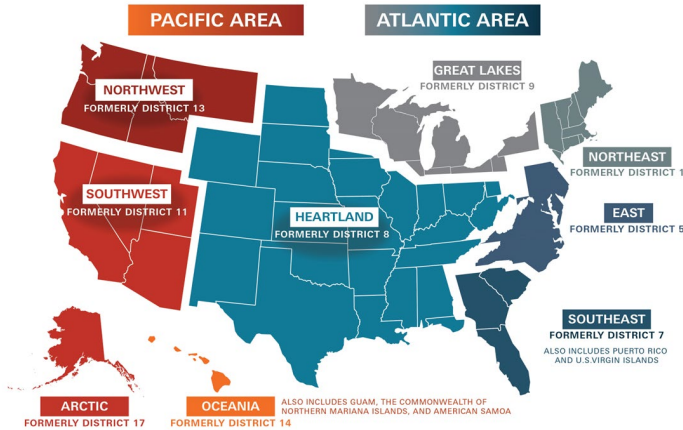 PACIFIC AREA
ATLANTIC AREA
NORTHWEST
FORMERLY DISTRICT 13
GREAT LAKES
FORMERLY DISTRICT 9
NORTHEAST
FORMERLY DISTRICT 1
SOUTHWEST
FORMERLY DISTRICT 11
HEARTLAND
FORMERLY DISTRICT 8
EAST
FORMERLY DISTRICT 5
SOUTHEAST
FORMERLY DISTRICT 7
ALSO INCLUDES PUERTO RICO
AND U.S.VIRGIN ISLANDS
ARCTIC
FORMERLY DISTRICT 17
OCEANIA
FORMERLY DISTRICT 14
ALSO INCLUDES GUAM, THE COMMONWEALTH OF
NORTHERN MARIANA ISLANDS, AND AMERICAN SAMOA